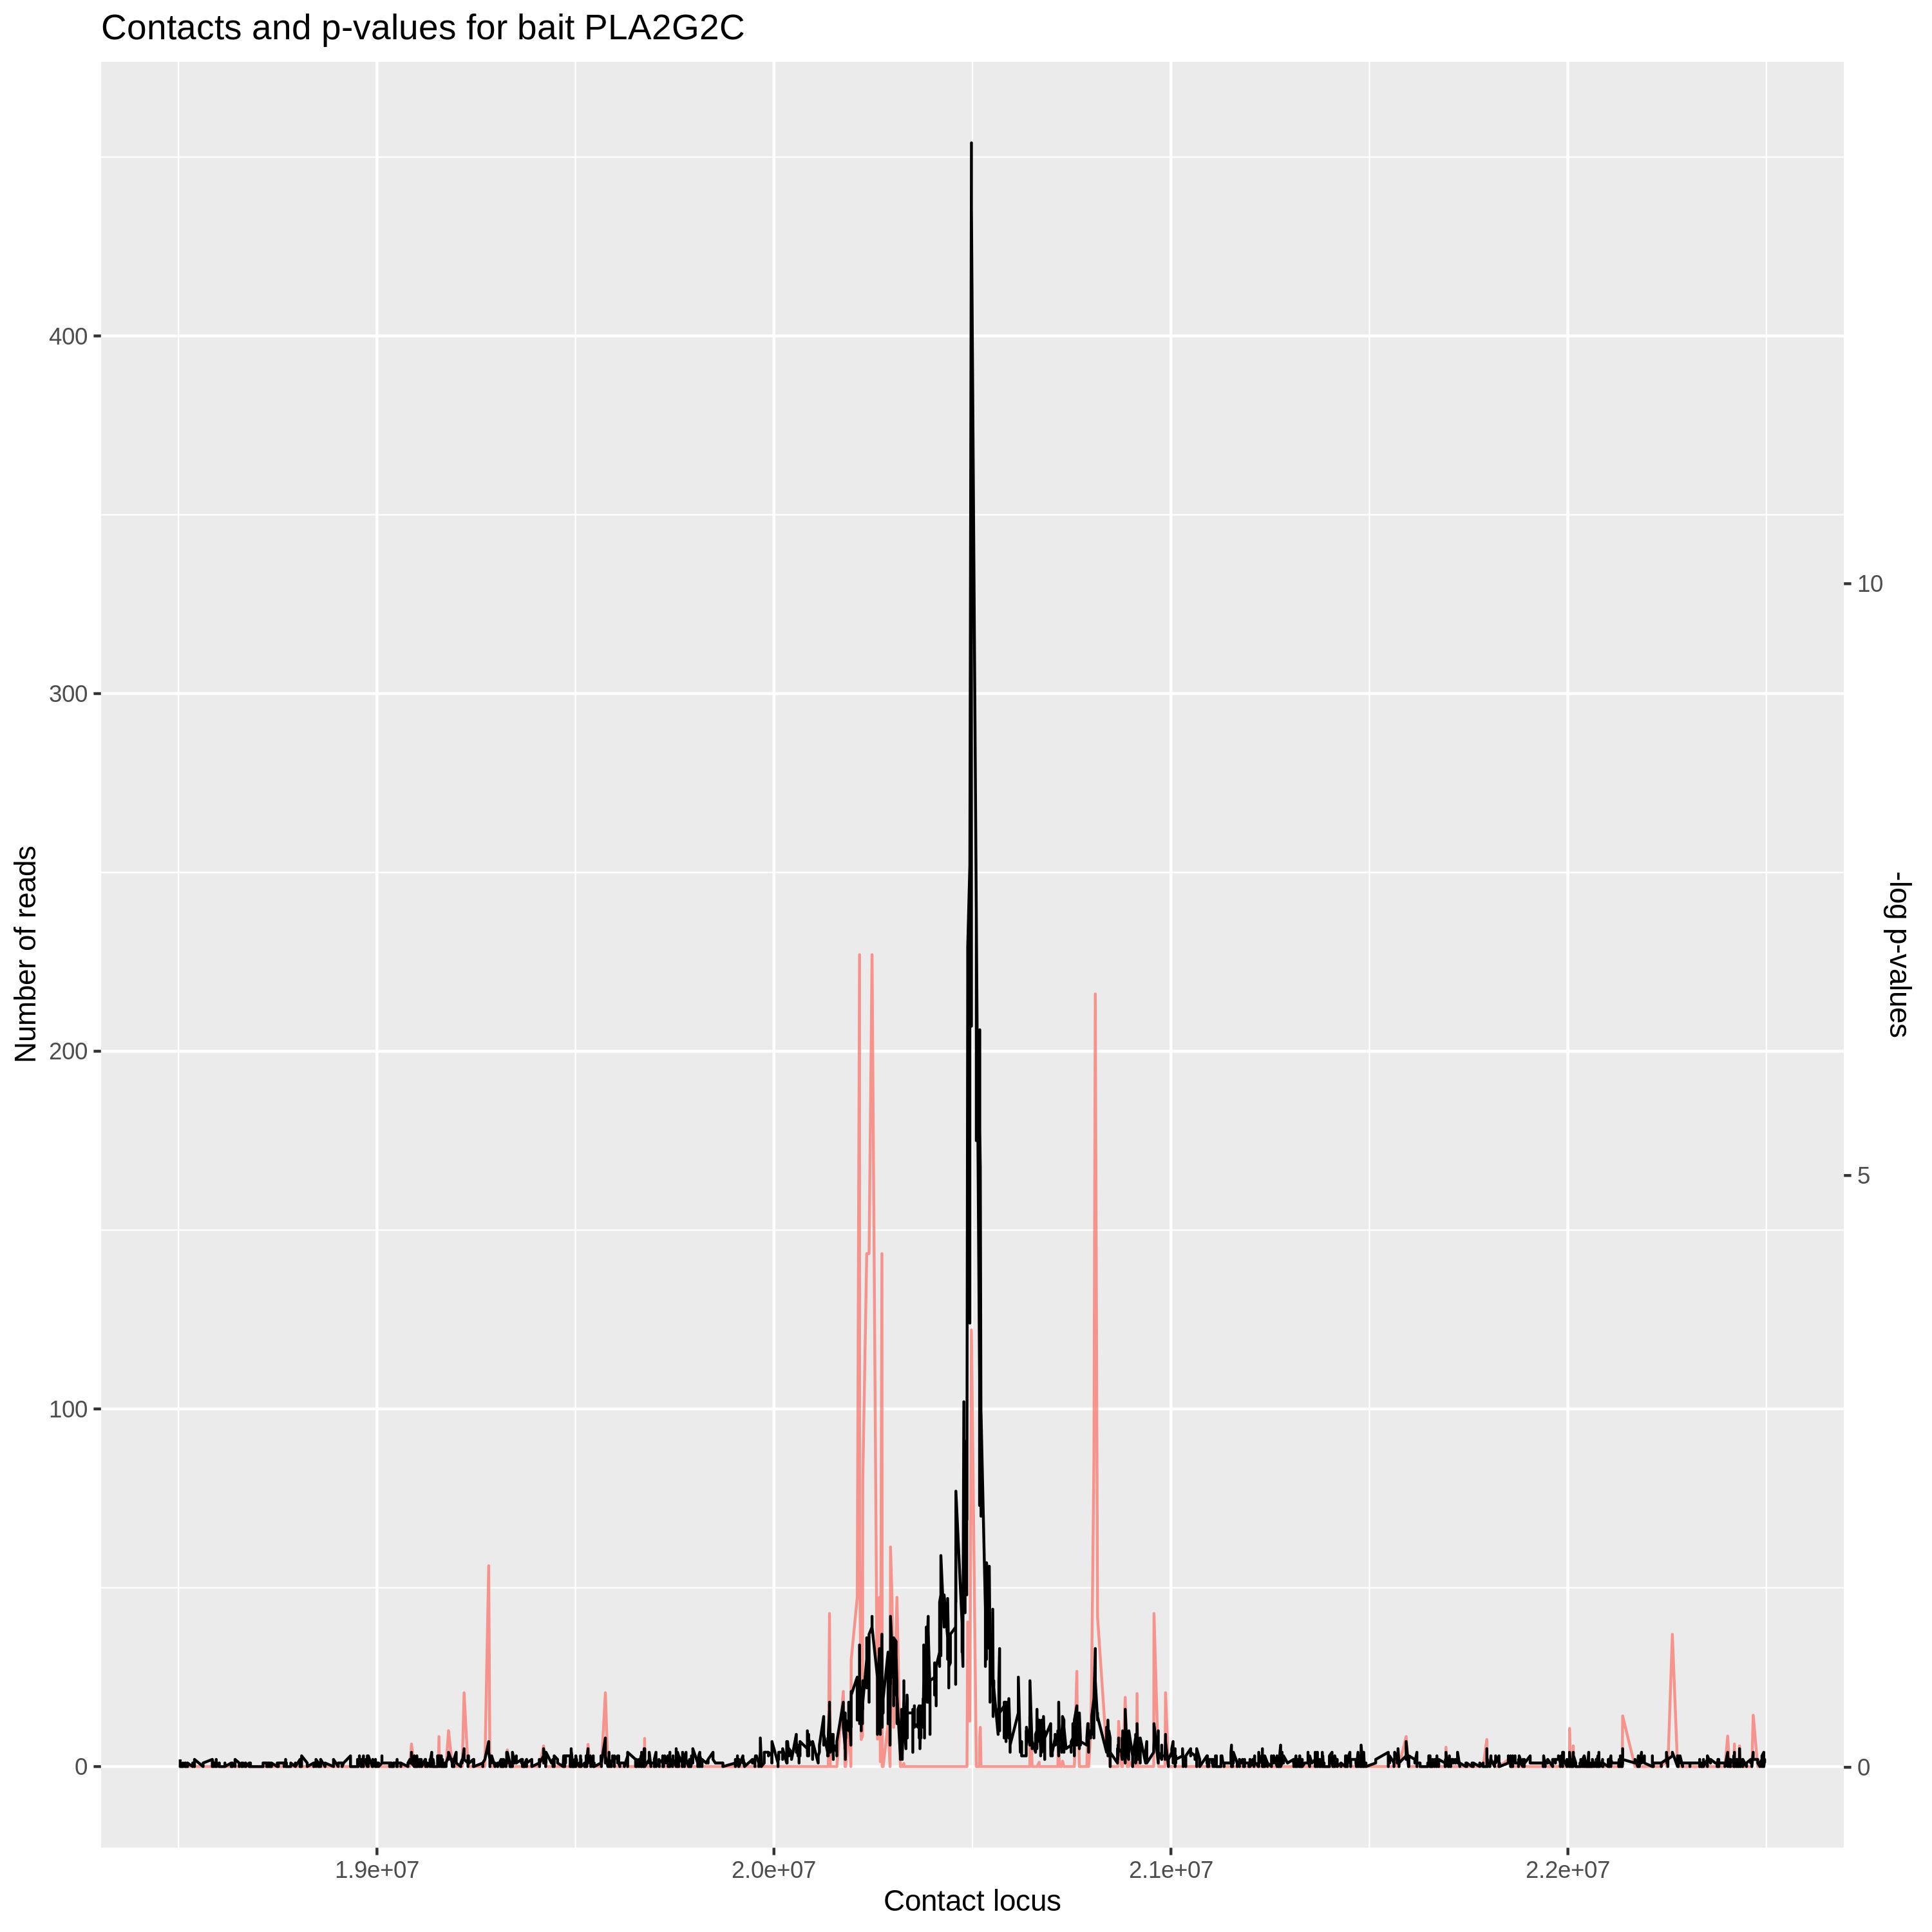 Contacts and p-values for bait PLA2G2C
400
300
200
100
0
Number of reads
10
5
0
-log p-values
1.9e+07
2.0e+07
2.1e+07
2.2e+07
Contact locus